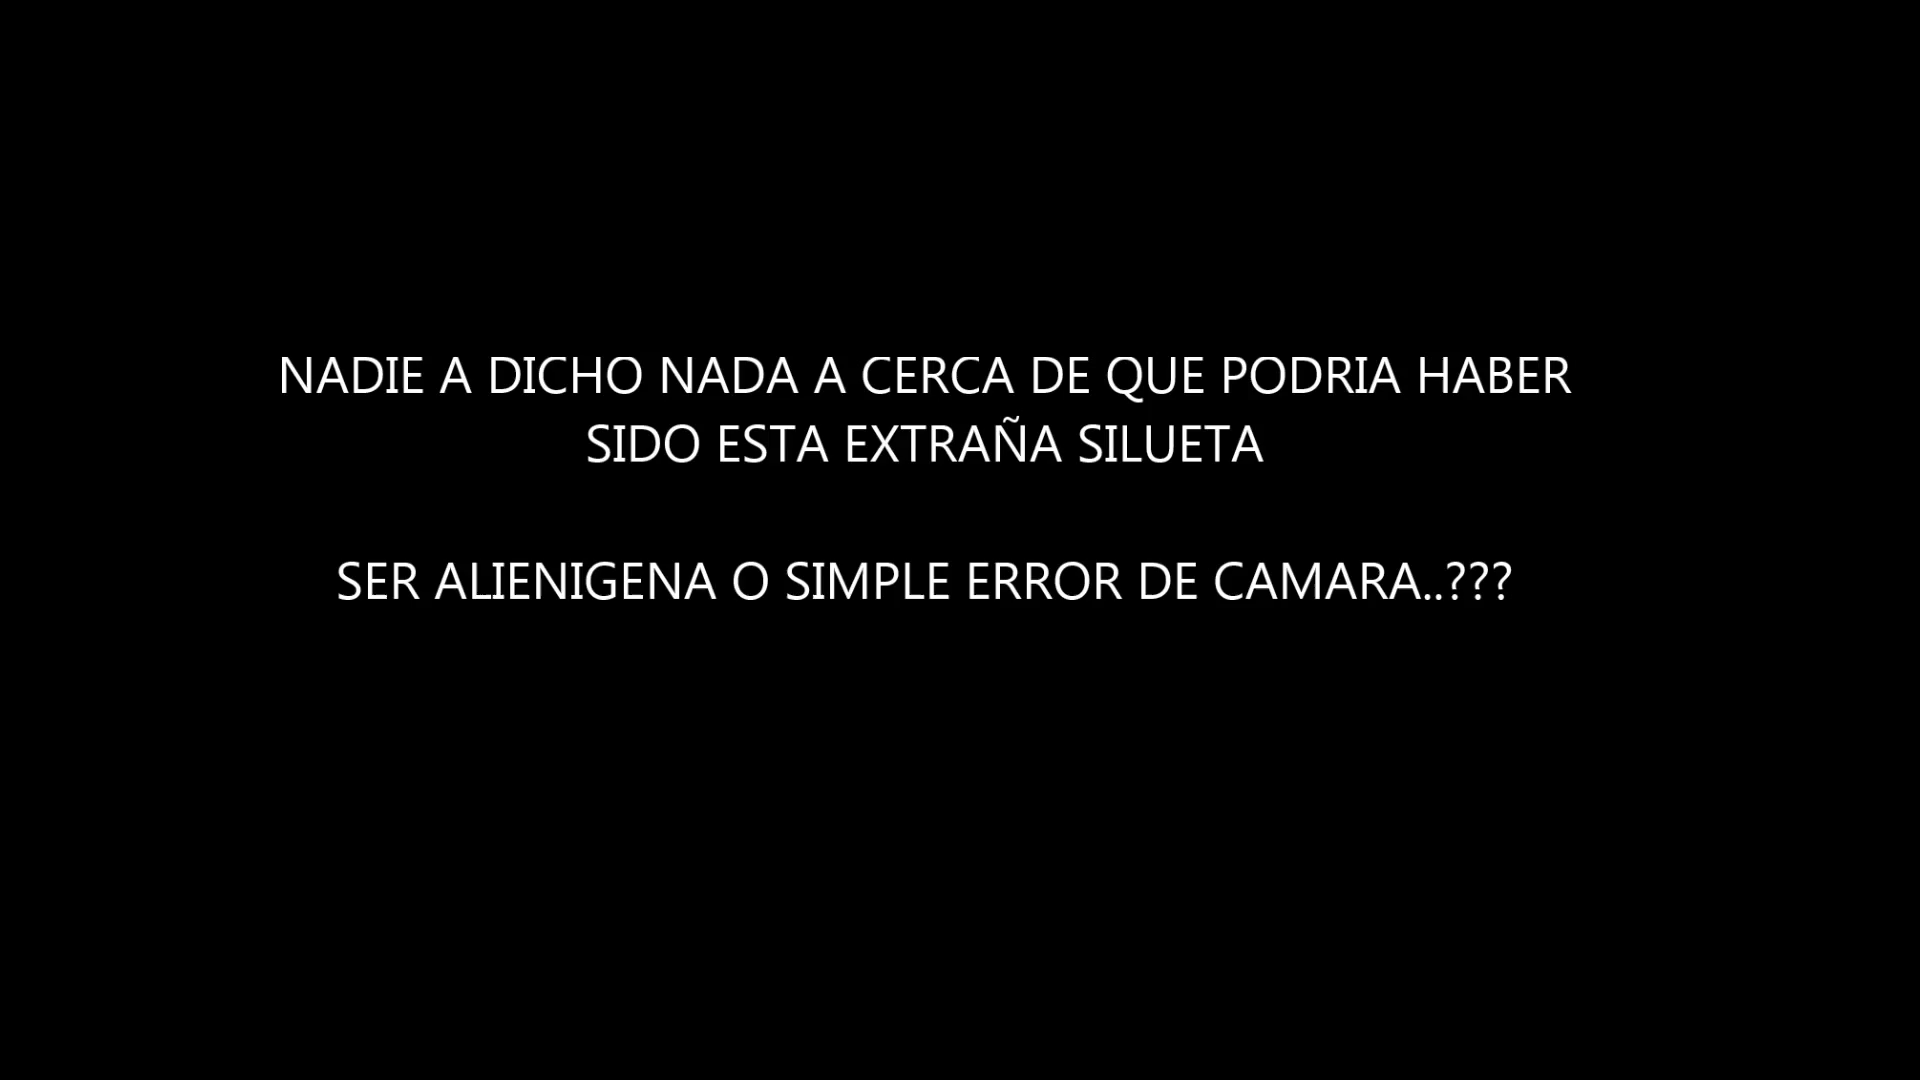 NADIE A DICHO NADA A CERCA DE QUE PODRIA HABER
SIDO ESTA EXTRAÑA SILUETA
SER ALIENIGENA O SIMPLE ERROR DE CAMARA..???